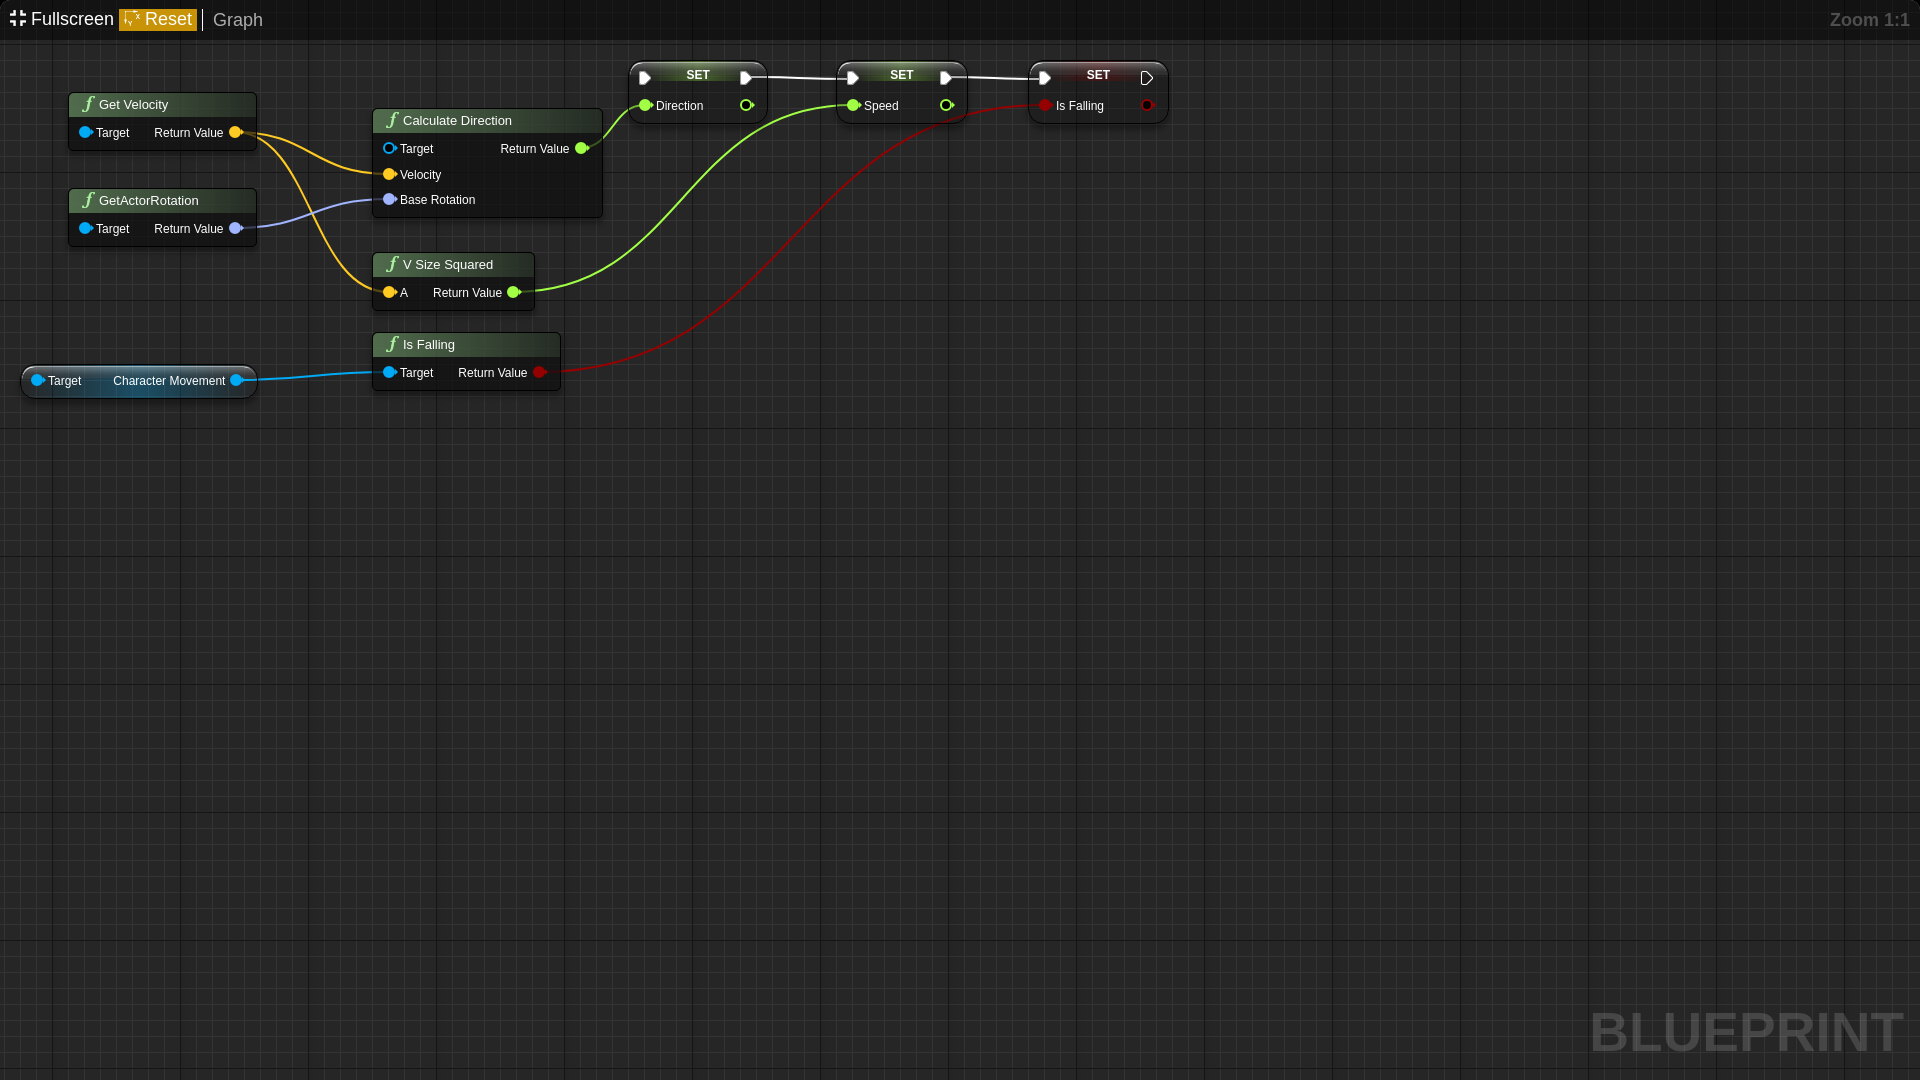 Fullscreen Reset Graph Zoom 1:1
SET
Direction
SET
Speed
SET
Is Falling
Get Velocity
Target Return Value
Calculate Direction
Target Return Value
Velocity
Base Rotation
GetActorRotation
Target Return Value
V Size Squared
A Return Value
Is Falling
Target Return Value
Target Character Movement
BLUEPRINT